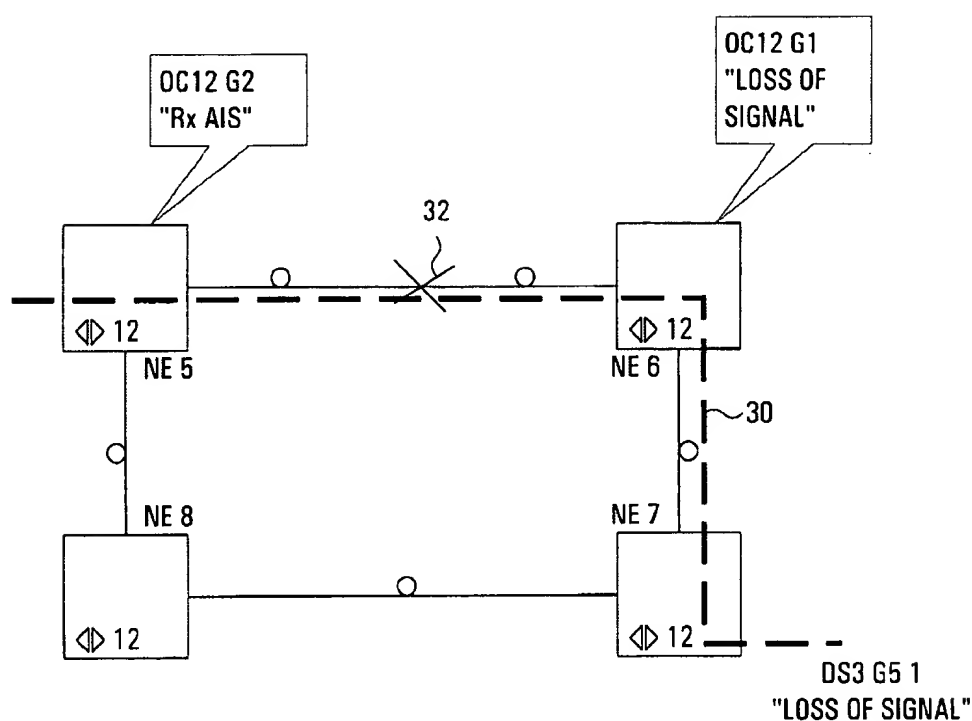 OC12 G2
"Rx AIS"
OC12 G1
"LOSS OF
SIGNAL"
32
12
NE 5
12
NE 6
30
NE 8
NE 7
12
12
DS3 G5 1
"LOSS OF SIGNAL"